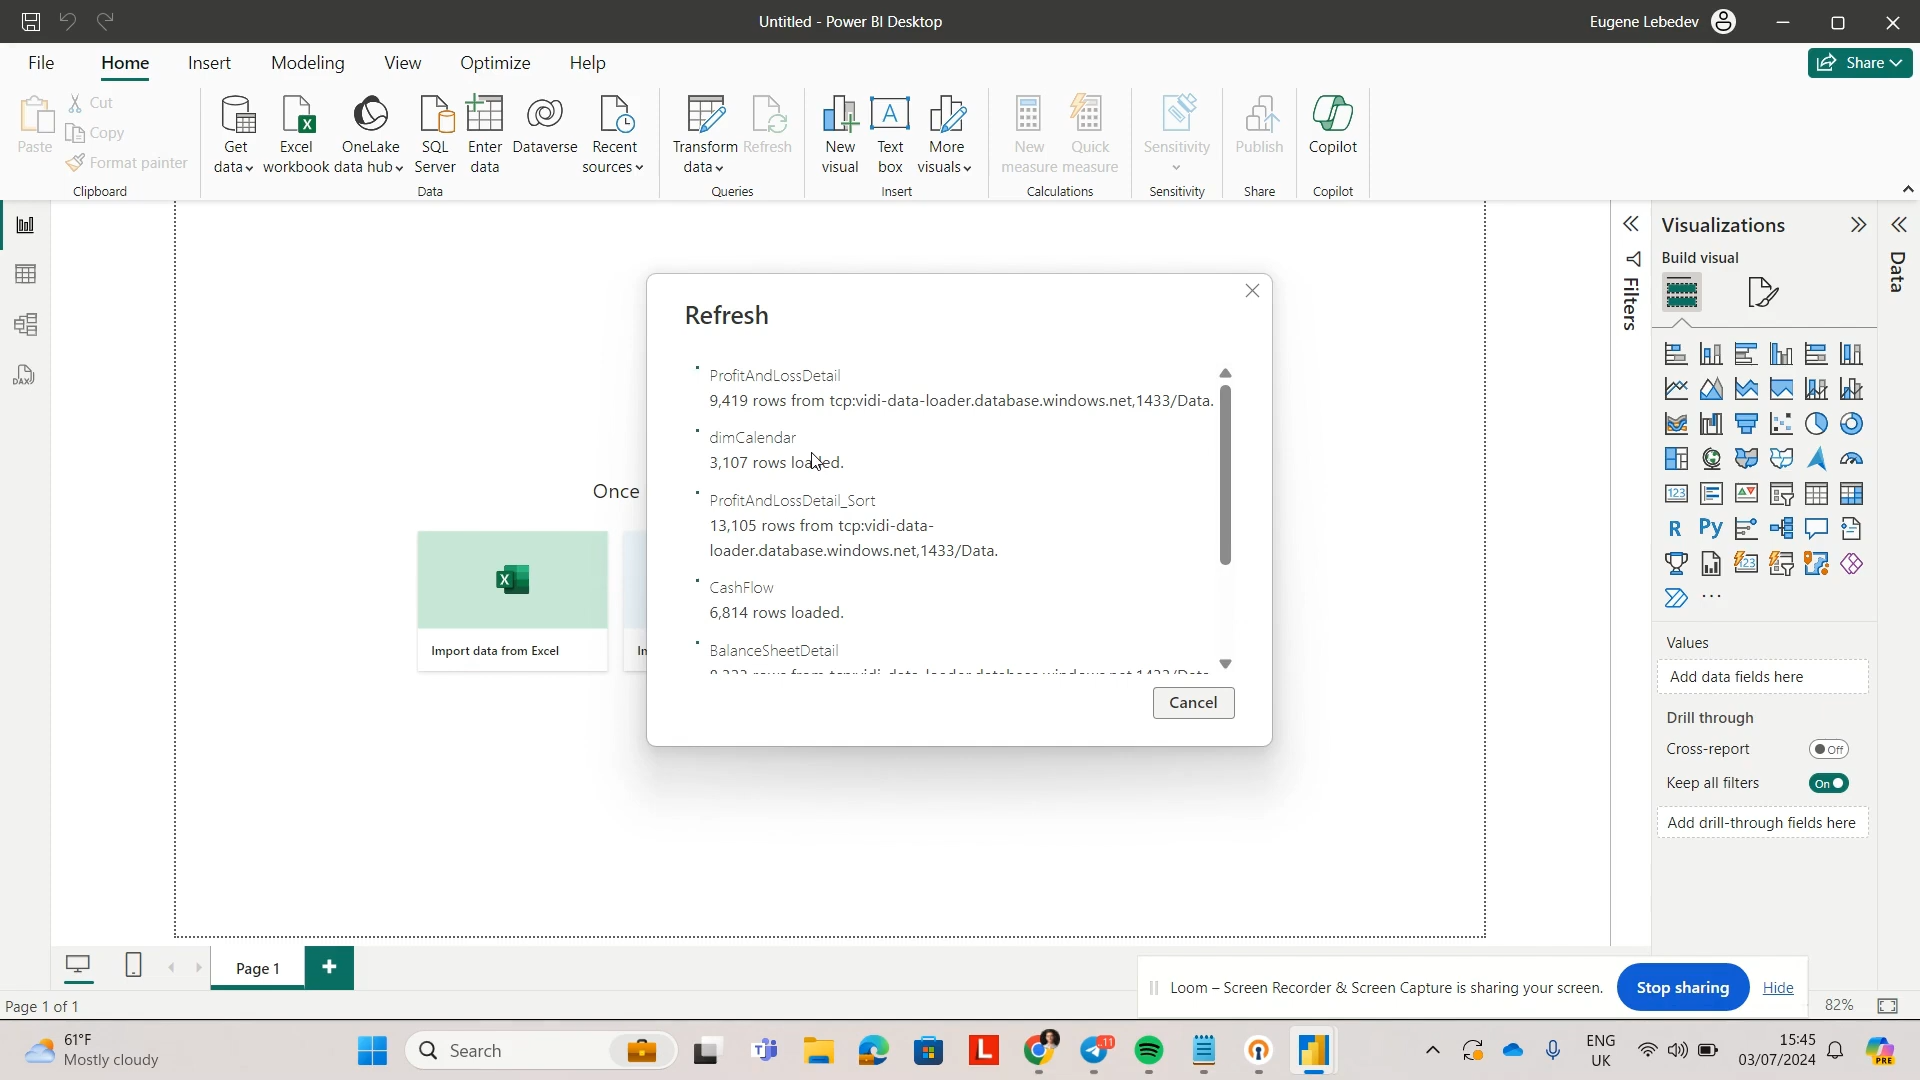 Untitled - Power BI Desktop
Eugene Lebedev
File Home Insert Modeling View Optimize Help
Share
Paste
Cut
Copy
Format painter
Clipboard
Get data
Excel workbook
OneLake data hub
SQL Server
Enter data
Dataverse
Recent sources
Data
Transform data
Refresh
Queries
New visual
Text box
More visuals
Insert
New measure
Quick measure
Calculations
Sensitivity
Sensitivity
Publish
Share
Copilot
Copilot
DAX
Once
Import data from Excel
Refresh
ProfitAndLossDetail
9,419 rows from tcp:vidi-data-loader.database.windows.net,1433/Data.
dimCalendar
3,107 rows loaded.
ProfitAndLossDetail_Sort
13,105 rows from tcp:vidi-data-
loader.database.windows.net,1433/Data.
CashFlow
6,814 rows loaded.
BalanceSheetDetail
Cancel
Filters
Visualizations
Build visual
123
R
Py
123
Values
Add data fields here
Drill through
Cross-report
Off
Keep all filters
On
Add drill-through fields here
Data
Page 1
Page 1 of 1
Loom – Screen Recorder & Screen Capture is sharing your screen.
Stop sharing
Hide
82%
61°F
Mostly cloudy
Search
L
11
ENG
UK
15:45
03/07/2024
PRE